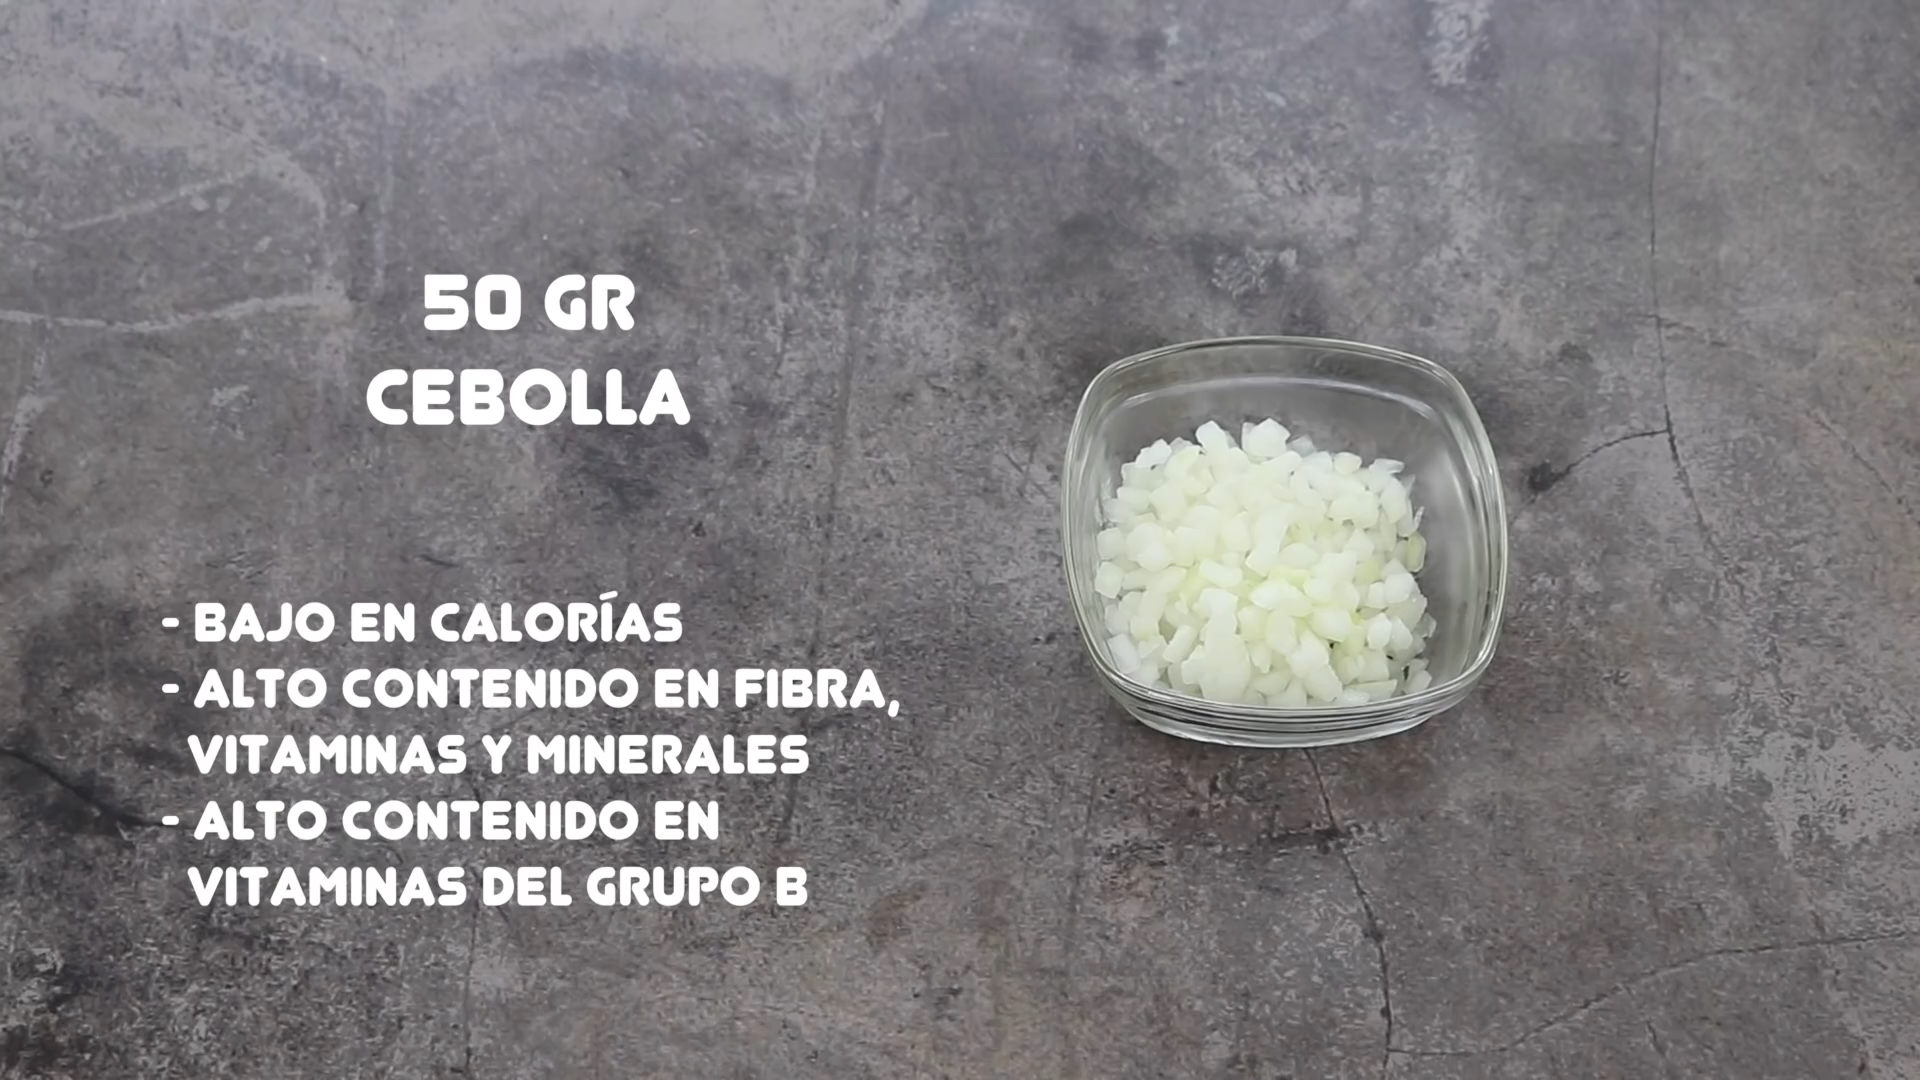 50 GR
CEBOLLA
- BAJO EN CALORÍAS
- ALTO CONTENIDO EN FIBRA,
VITAMINAS Y MINERALES
- ALTO CONTENIDO EN
VITAMINAS DEL GRUPO B